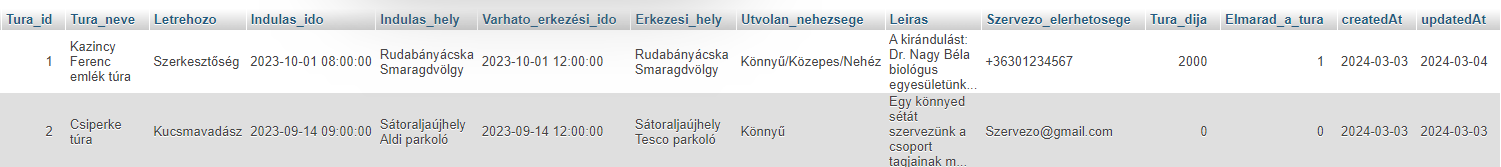 Tura_id Tura_neve Letrehozo Indulas_ido Indulas_hely Varhato_erkezési_ido Erkezesi_hely Utvolan_nehezsege Leiras Szervezo_elerhetosege Tura_dija Elmarad_a_tura createdAt updatedAt
1 Kazincy Ferenc emlék túra Szerkesztőség 2023-10-01 08:00:00 Rudabányácska Smaragdvölgy 2023-10-01 12:00:00 Rudabányácska Smaragdvölgy Könnyű/Közepes/Nehéz A kirándulást: Dr. Nagy Béla biológus egyesületünk... +36301234567 2000 1 2024-03-03 2024-03-04
2 Csiperke túra Kucsmavadász 2023-09-14 09:00:00 Sátoraljaújhely Aldi parkoló 2023-09-14 12:00:00 Sátoraljaújhely Tesco parkoló Könnyű Egy könnyed sétát szervezünk a csoport tagjainak m... Szervezo@gmail.com 0 0 2024-03-03 2024-03-03